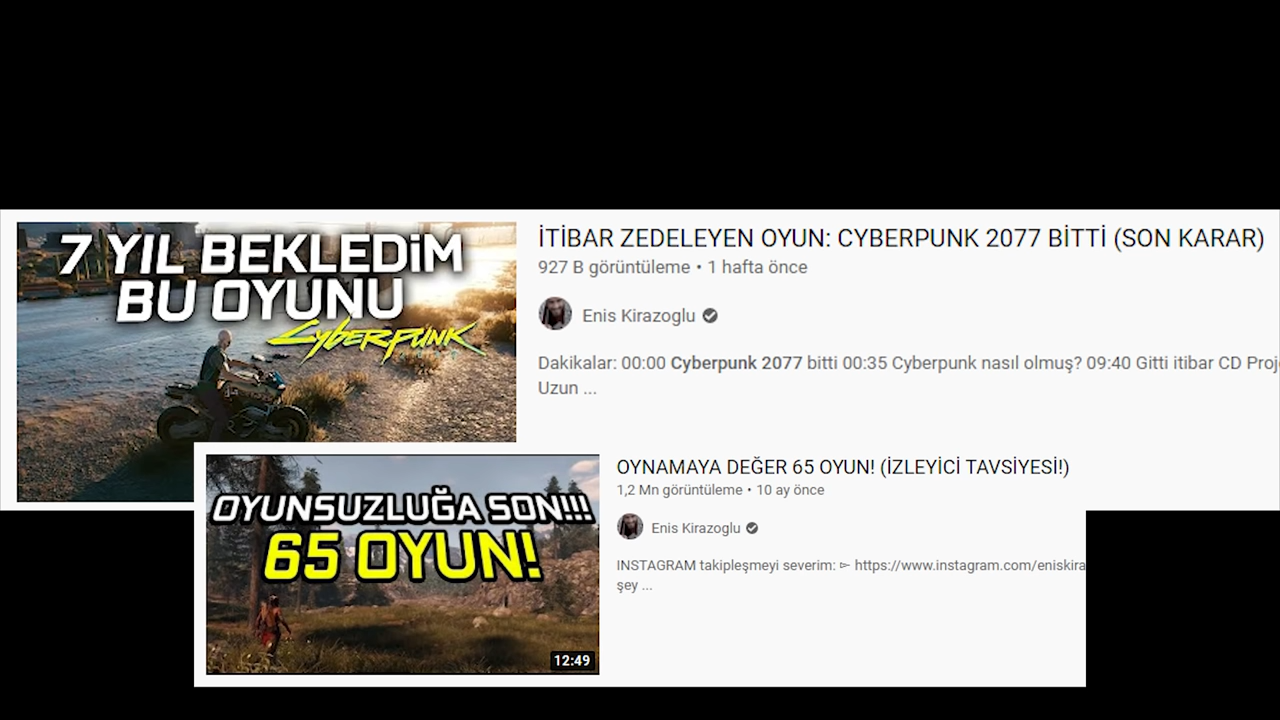 7 YIL BEKLEDİM
BU OYUNU
Cyberpunk
İTİBAR ZEDELEYEN OYUN: CYBERPUNK 2077 BİTTİ (SON KARAR)
927 B görüntüleme • 1 hafta önce
Enis Kirazoglu
Dakikalar: 00:00 Cyberpunk 2077 bitti 00:35 Cyberpunk nasıl olmuş? 09:40 Gitti itibar CD Proj
Uzun ...
OYUNSUZLUĞA SON!!!
65 OYUN!
12:49
OYNAMAYA DEĞER 65 OYUN! (İZLEYİCİ TAVSİYESİ!)
1,2 Mn görüntüleme • 10 ay önce
Enis Kirazoglu
INSTAGRAM takipleşmeyi severim: ► https://www.instagram.com/eniskira
şey ...